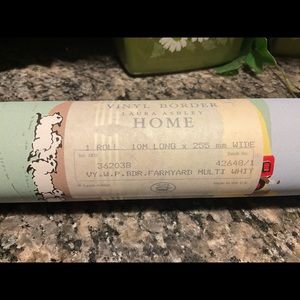 VINYL BORDER
LAURA ASHLEY
HOME
1 ROLL 10M LONG x 255 mm WIDE
362038 42648/1
VY.W.P.BDR.FARMYARD MULTI WHIT